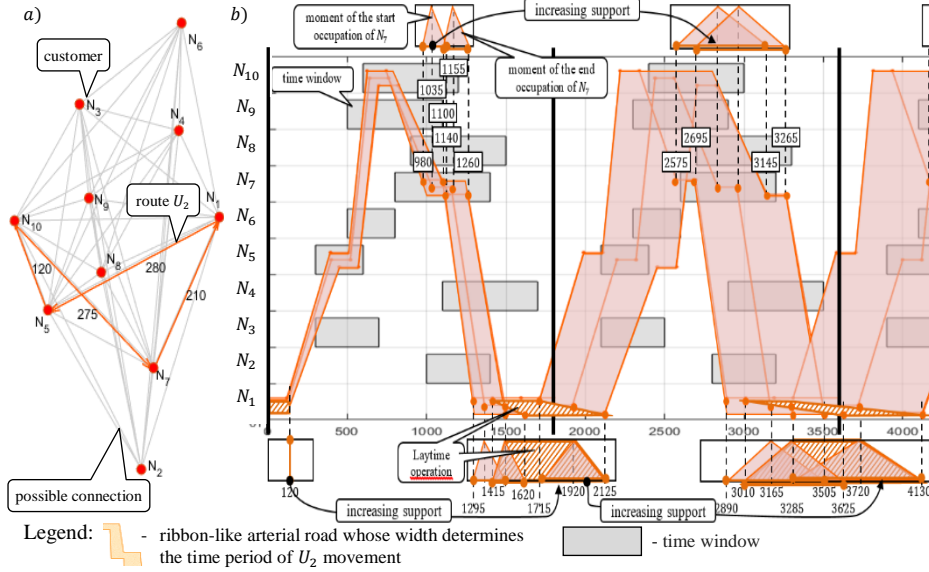 a)
N6
customer
N3
N4
N9
route U2
N1
N10
N8
120
280
210
N5
275
N7
N2
possible connection
b)
moment of the start
occupation of N7
increasing support
moment of the end
occupation of N7
time window
N10
N9
N8
N7
N6
N5
N4
N3
N2
N1
1155
1035
1100
1140
980
1260
2695
3265
2575
3145
500
1000
1500
2000
2500
3000
3500
4000
Laytime
operation
120
increasing support
1295
1415
1620
1715
1920
2125
increasing support
2890
3010
3165
3285
3505
3625
3720
4130
Legend:
- ribbon-like arterial road whose width determines
the time period of U2 movement
- time window